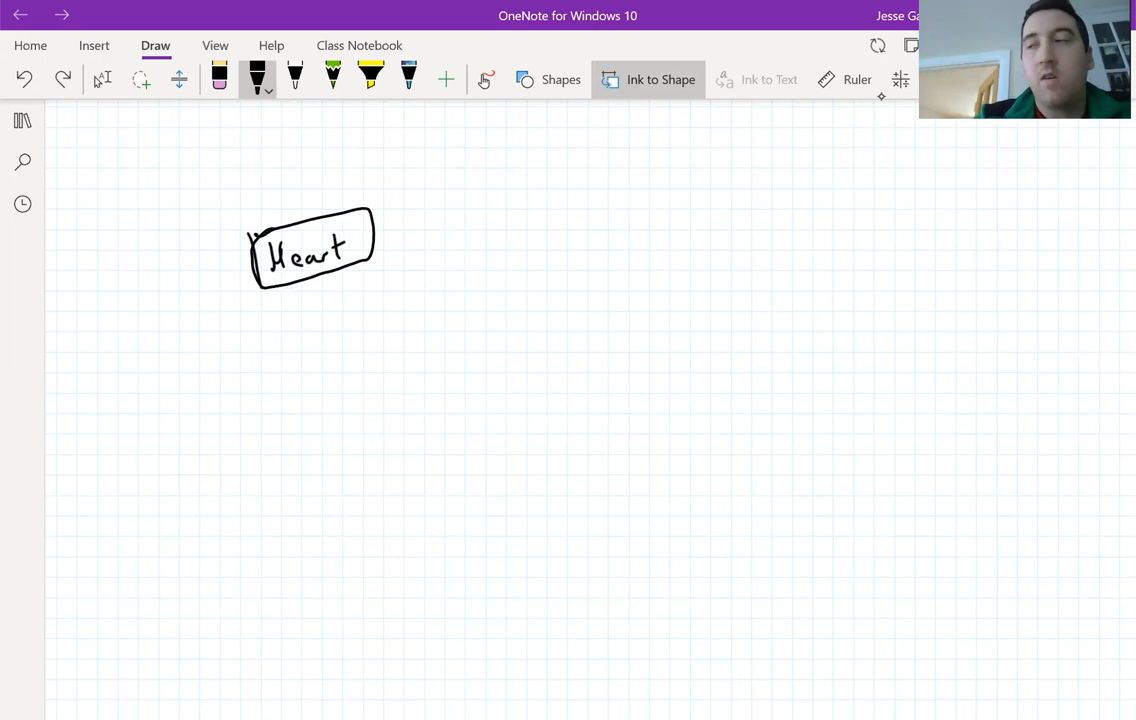 OneNote for Windows 10
Jesse Ga
Home Insert Draw View Help Class Notebook
Shapes Ink to Shape Ink to Text Ruler
Heart